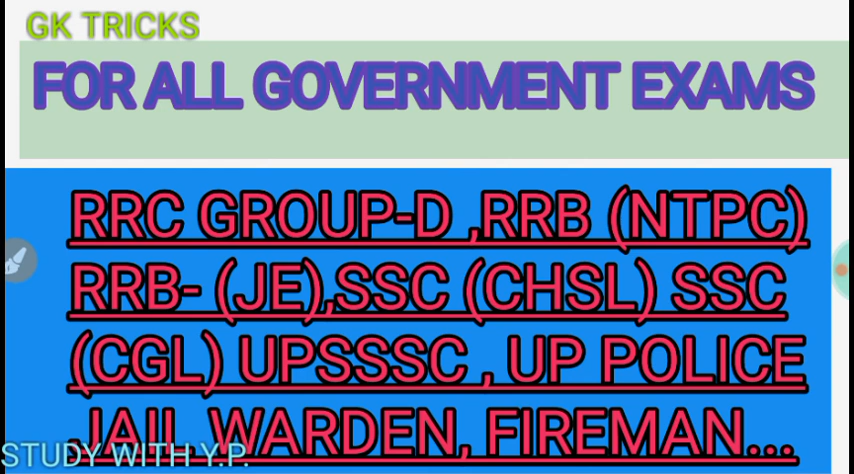 GK TRICKS
FOR ALL GOVERNMENT EXAMS
RRC GROUP-D ,RRB (NTPC)
RRB- (JE),SSC (CHSL) SSC
(CGL) UPSSSC , UP POLICE
JAIL WARDEN, FIREMAN...
STUDY WITH Y.P.